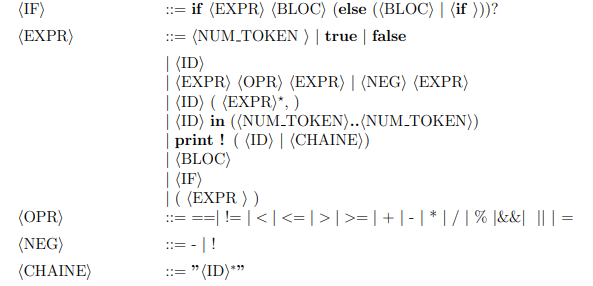 ⟨IF⟩ ::= if ⟨EXPR⟩ ⟨BLOC⟩ (else (⟨BLOC⟩ | ⟨if ⟩))?
⟨EXPR⟩ ::= ⟨NUM_TOKEN ⟩ | true | false
| ⟨ID⟩
| ⟨EXPR⟩ ⟨OPR⟩ ⟨EXPR⟩ | ⟨NEG⟩ ⟨EXPR⟩
| ⟨ID⟩ ( ⟨EXPR⟩*, )
| ⟨ID⟩ in (⟨NUM_TOKEN⟩..⟨NUM_TOKEN⟩)
| print ! ( ⟨ID⟩ | ⟨CHAINE⟩)
| ⟨BLOC⟩
| ⟨IF⟩
| ( ⟨EXPR ⟩ )
⟨OPR⟩ ::= ==| != | < | <= | > | >= | + | - | * | / | % |&&| || | =
⟨NEG⟩ ::= - | !
⟨CHAINE⟩ ::= ”⟨ID⟩*”